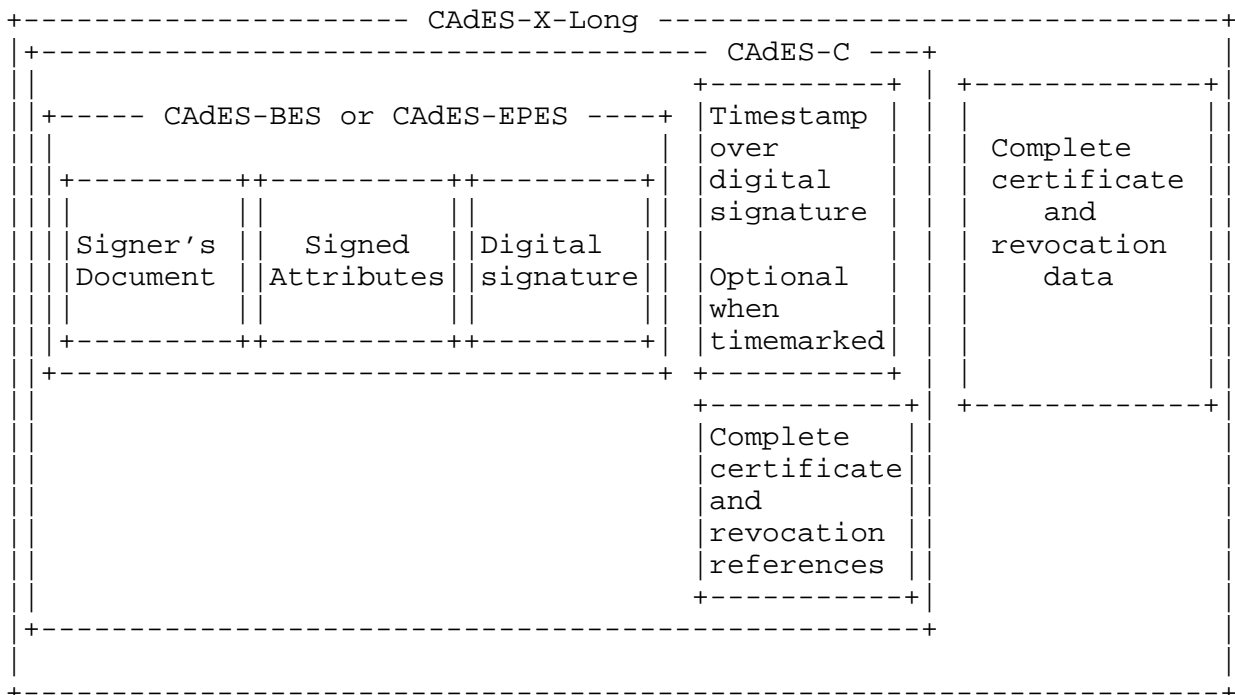 CAdES-X-Long
CAdES-C
CAdES-BES or CAdES-EPES
Timestamp
over
digital
signature
Optional
when
timemarked
Signer's
Document
Signed
Attributes
Digital
signature
Complete
certificate
and
revocation
data
Complete
certificate
and
revocation
references